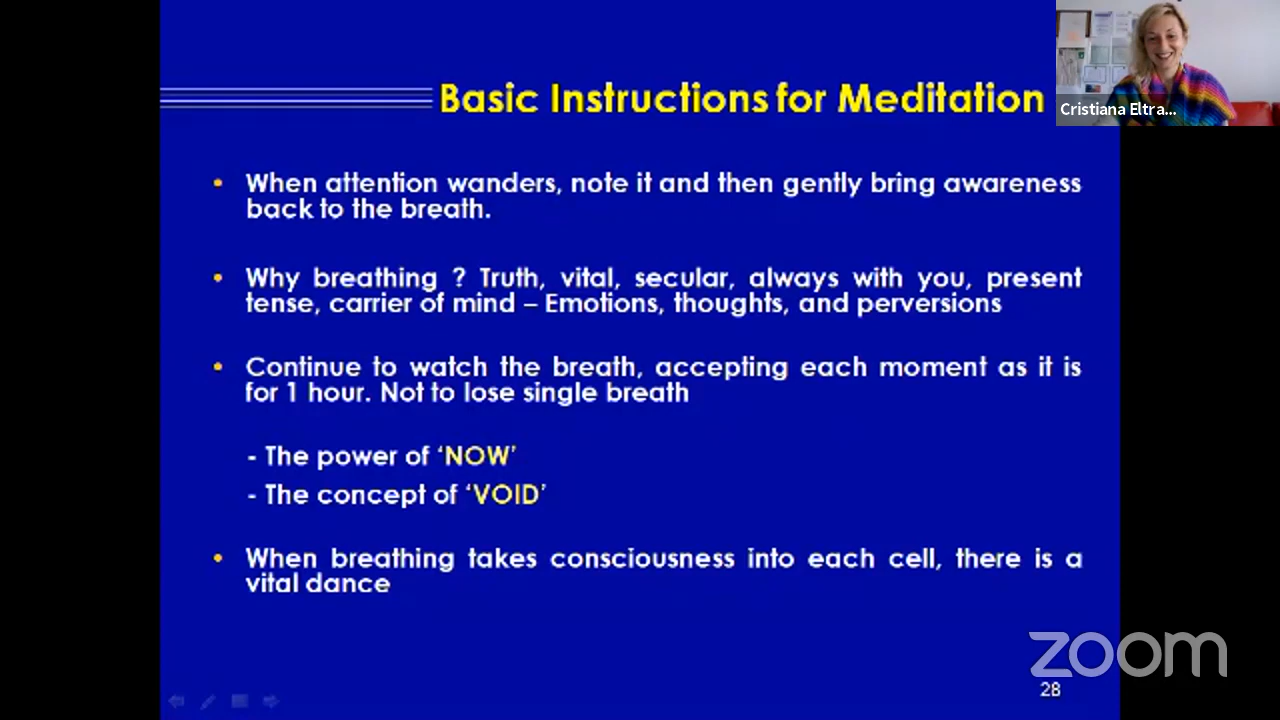 Basic Instructions for Meditation
Cristiana Eltra...
• When attention wanders, note it and then gently bring awareness
back to the breath.
• Why breathing ? Truth, vital, secular, always with you, present
tense, carrier of mind – Emotions, thoughts, and perversions
• Continue to watch the breath, accepting each moment as it is
for 1 hour. Not to lose single breath
- The power of ‘NOW’
- The concept of ‘VOID’
• When breathing takes consciousness into each cell, there is a
vital dance
zoom
28